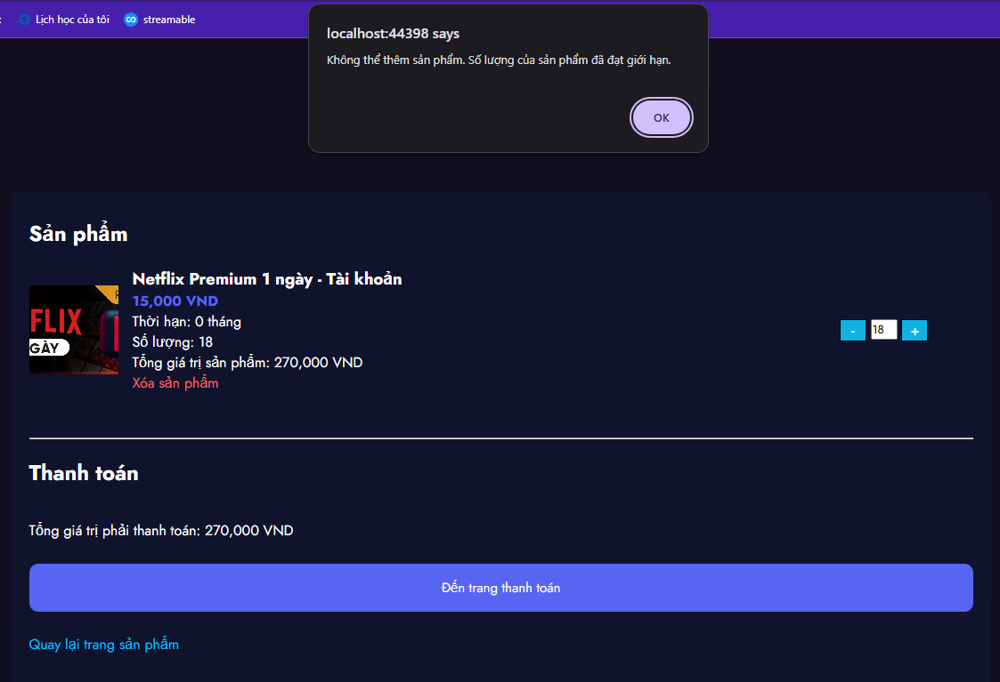 Lịch học của tôi
streamable
localhost:44398 says
Không thể thêm sản phẩm. Số lượng của sản phẩm đã đạt giới hạn.
OK
Sản phẩm
FLIX
GÀY
Netflix Premium 1 ngày - Tài khoản
15,000 VND
Thời hạn: 0 tháng
Số lượng: 18
Tổng giá trị sản phẩm: 270,000 VND
Xóa sản phẩm
- 18 +
Thanh toán
Tổng giá trị phải thanh toán: 270,000 VND
Đến trang thanh toán
Quay lại trang sản phẩm